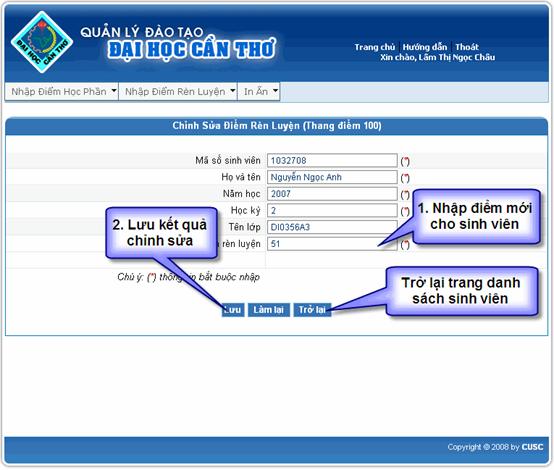 QUẢN LÝ ĐÀO TẠO
ĐẠI HỌC CẦN THƠ
ĐẠI HỌC CẦN THƠ
Trang chủ | Hướng dẫn | Thoát
Xin chào, Lâm Thị Ngọc Châu
Nhập Điểm Học Phần Nhập Điểm Rèn Luyện In Ấn
Chỉnh Sửa Điểm Rèn Luyện (Thang điểm 100)
Mã số sinh viên 1032708 (*)
Họ và tên Nguyễn Ngọc Anh (*)
Năm học 2007 (*)
Học kỳ 2 (*)
Tên lớp DI0356A3 (*)
rèn luyện 51 (*)
1. Nhập điểm mới
cho sinh viên
2. Lưu kết quả
chỉnh sửa
Chú ý: (*) thông tin bắt buộc nhập
Trở lại trang danh
sách sinh viên
Lưu Làm lại Trở lại
Copyright © 2008 by CUSC